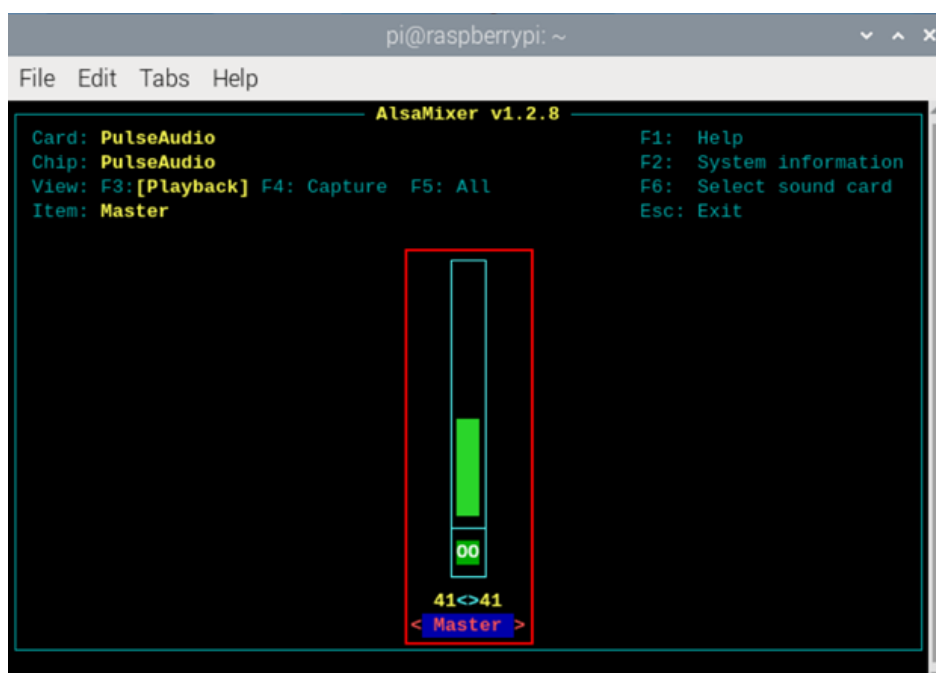 pi@raspberrypi: ~
File Edit Tabs Help
AlsaMixer v1.2.8
Card: PulseAudio F1: Help
Chip: PulseAudio F2: System information
View: F3:[Playback] F4: Capture F5: All F6: Select sound card
Item: Master Esc: Exit
OO
41<>41
< Master >